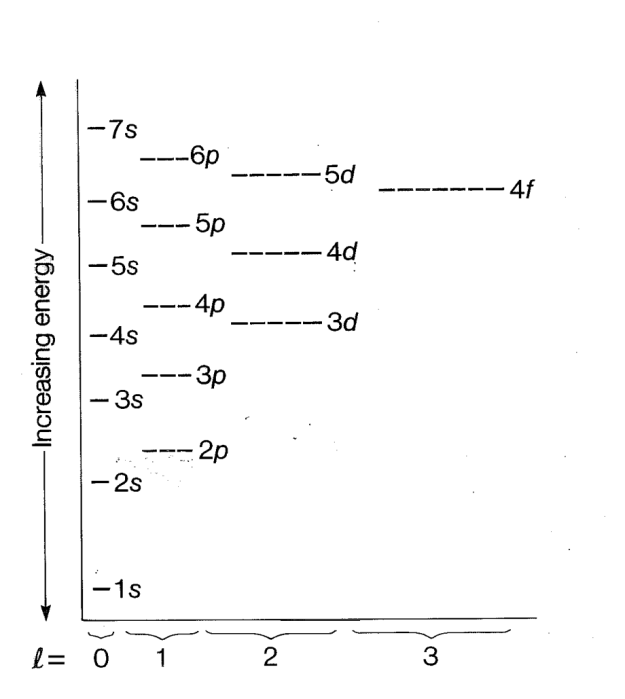 7s
6p
5d
4f
6s
5p
4d
5s
4p
3d
4s
3p
3s
2p
2s
1s
Increasing energy
ℓ= 0 1 2 3